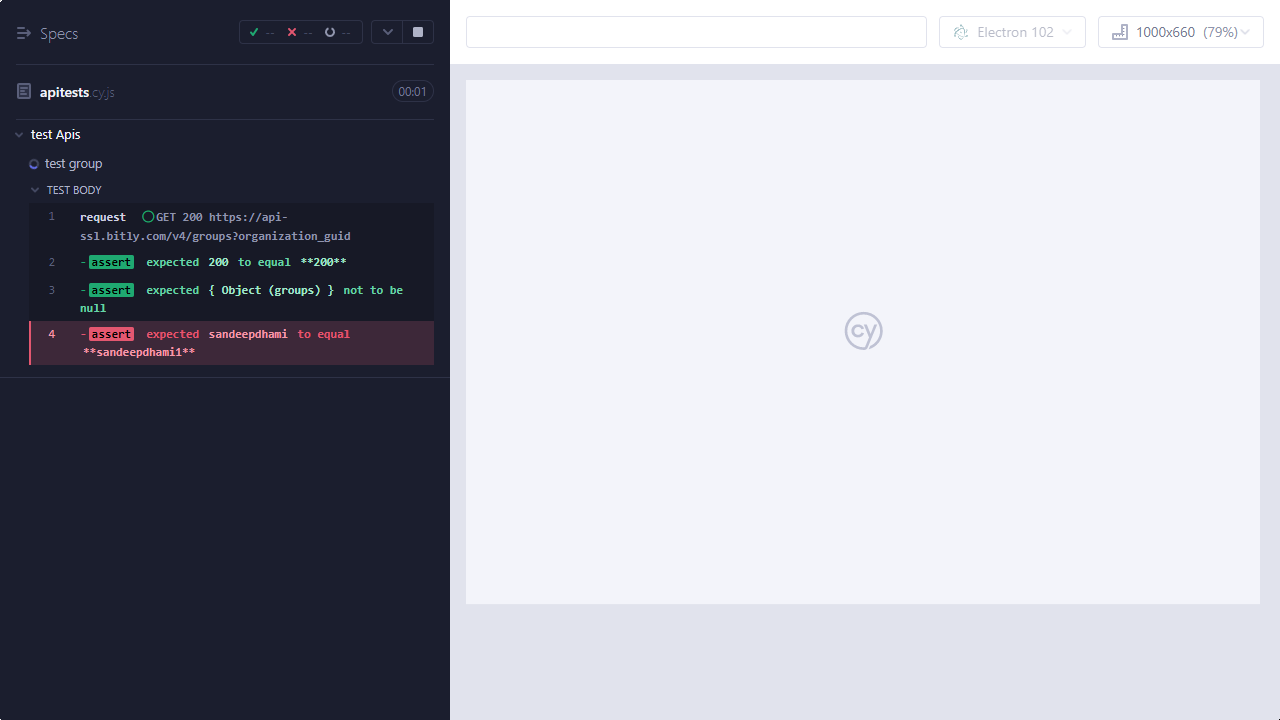 Specs
-- -- --
Electron 102
1000x660 (79%)
apitests.cy.js
00:01
test Apis
test group
TEST BODY
1 request GET 200 https://api-
ssl.bitly.com/v4/groups?organization_guid
2 -assert expected 200 to equal **200**
3 -assert expected { Object (groups) } not to be
null
4 -assert expected sandeepdhami to equal
**sandeepdhami1**
cy